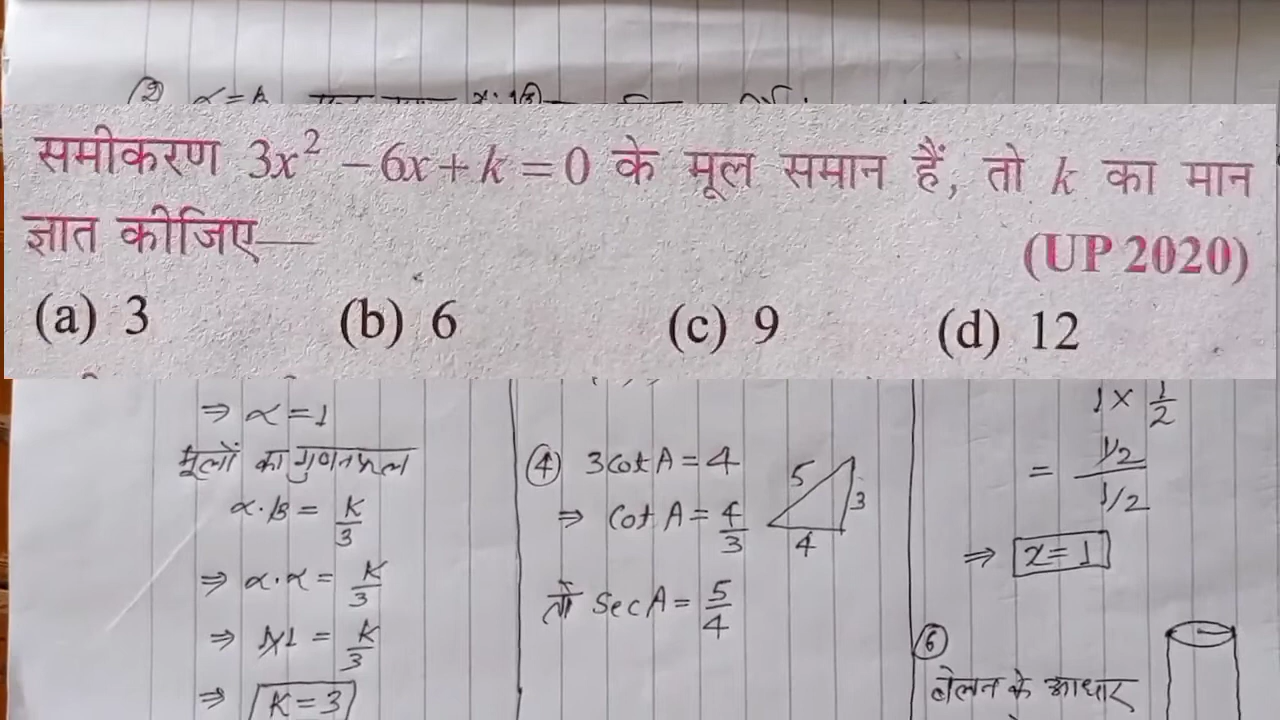 (2) α = β
समीकरण 3x² – 6x + k = 0 के मूल समान हैं, तो k का मान
ज्ञात कीजिए—
(UP 2020)
(a) 3 (b) 6 (c) 9 (d) 12
⇒ α = 1
मूलों का गुणनफल
α.β = K/3
⇒ α.α = K/3
⇒ 1×1 = K/3
⇒ K = 3
(4) 3 cot A = 4
⇒ cot A = 4/3
तो sec A = 5/4
5
3
4
1 × 1/2
= 1/2 / 1/2
⇒ x = 1
(6)
बेलन के आधार